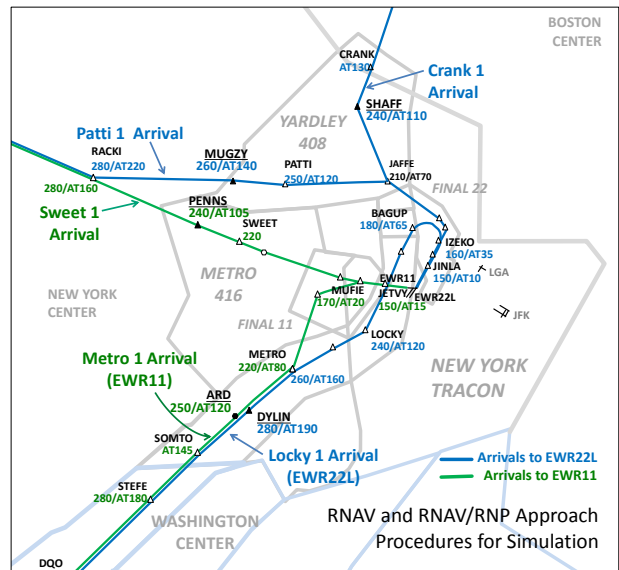 BOSTON
CENTER
CRANK
AT130
Crank 1
Arrival
SHAFF
240/AT110
YARDLEY
408
Patti 1 Arrival
RACKI
280/AT220
MUGZY
260/AT140
PATTI
250/AT120
JAFFE
210/AT70
280/AT160
Sweet 1
Arrival
PENNS
240/AT105
SWEET
220
FINAL 22
BAGUP
180/AT65
IZEKO
160/AT35
JINLA
150/AT10
LGA
METRO
416
NEW YORK
CENTER
MUFIE
170/AT20
EWR11
JETVY
150/AT15
EWR22L
JFK
FINAL 11
LOCKY
240/AT120
Metro 1 Arrival
(EWR11)
METRO
220/AT80
260/AT160
NEW YORK
TRACON
ARD
250/AT120
DYLIN
280/AT190
SOMTO
AT145
Locky 1 Arrival
(EWR22L)
Arrivals to EWR22L
Arrivals to EWR11
STEFE
280/AT180
WASHINGTON
CENTER
RNAV and RNAV/RNP Approach
Procedures for Simulation
DQO